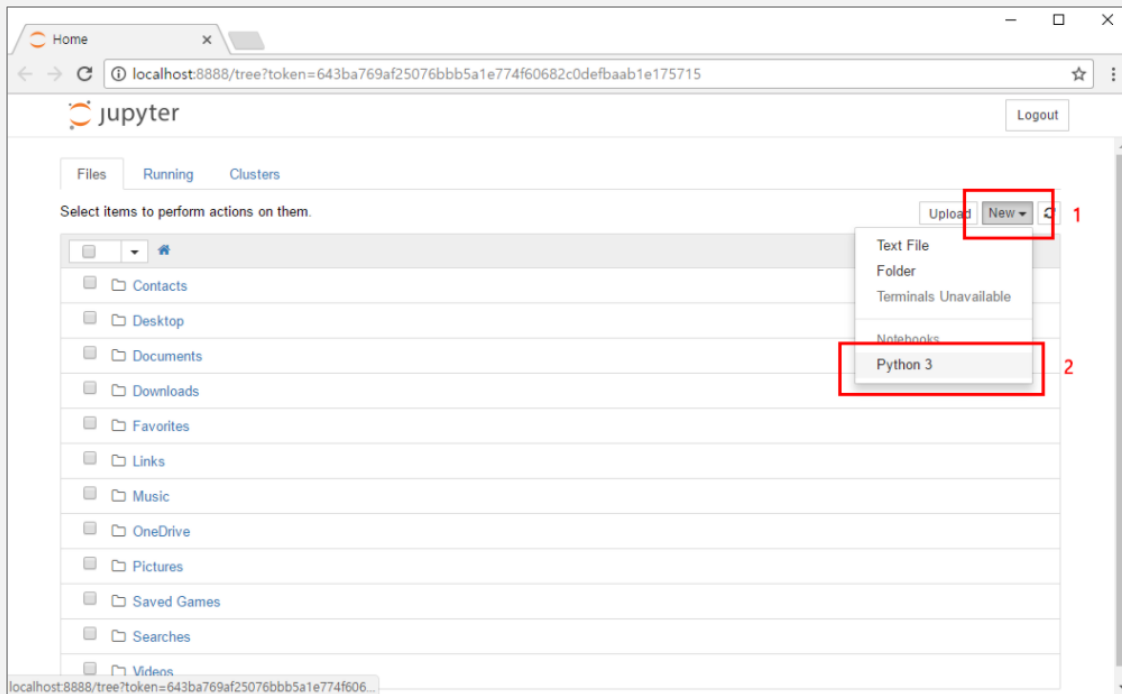 Home
localhost:8888/tree?token=643ba769af25076bbb5a1e774f60682c0defbaab1e175715
jupyter
Logout
Files Running Clusters
Select items to perform actions on them.
Upload New 1
Text File
Folder
Terminals Unavailable
Notebooks
Python 3 2
Contacts
Desktop
Documents
Downloads
Favorites
Links
Music
OneDrive
Pictures
Saved Games
Searches
Videos
localhost:8888/tree?token=643ba769af25076bbb5a1e774f606...